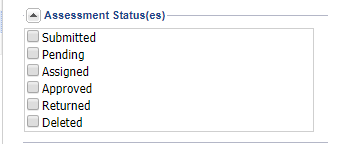 Assessment Status(es)
Submitted
Pending
Assigned
Approved
Returned
Deleted